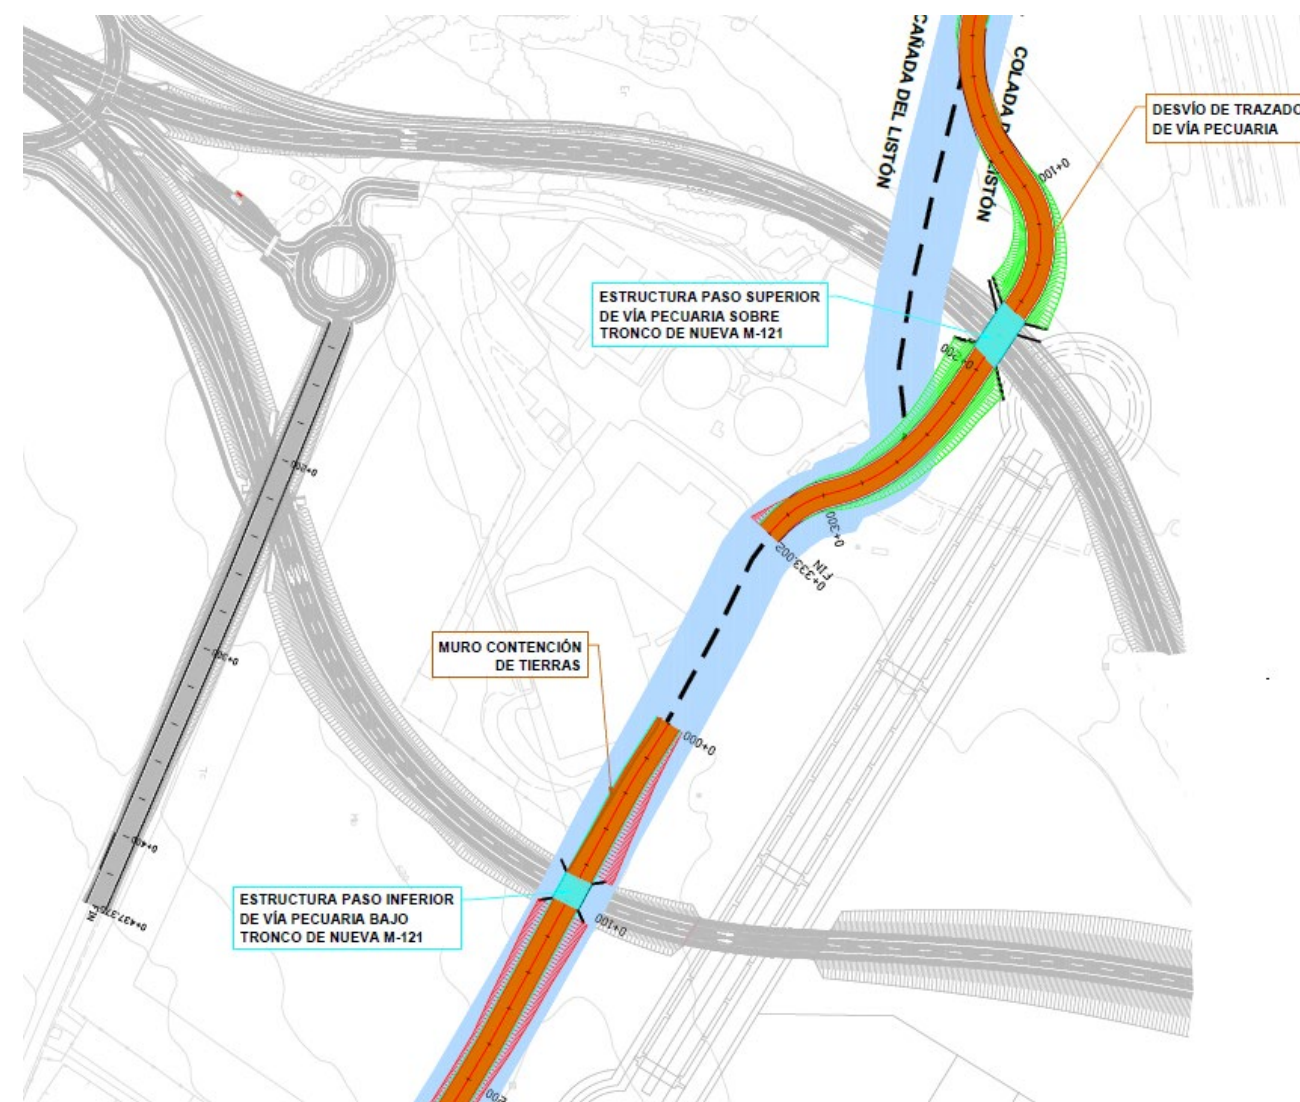 CAÑADA DEL LISTÓN
COLADA D
LISTÓN
DESVÍO DE TRAZADO
DE VÍA PECUARIA
0+100
ESTRUCTURA PASO SUPERIOR
DE VÍA PECUARIA SOBRE
TRONCO DE NUEVA M-121
0+200
0+200
0+300
0+333.002
FIN
0+300
MURO CONTENCIÓN
DE TIERRAS
0+000
0+400
ESTRUCTURA PASO INFERIOR
DE VÍA PECUARIA BAJO
TRONCO DE NUEVA M-121
0+100